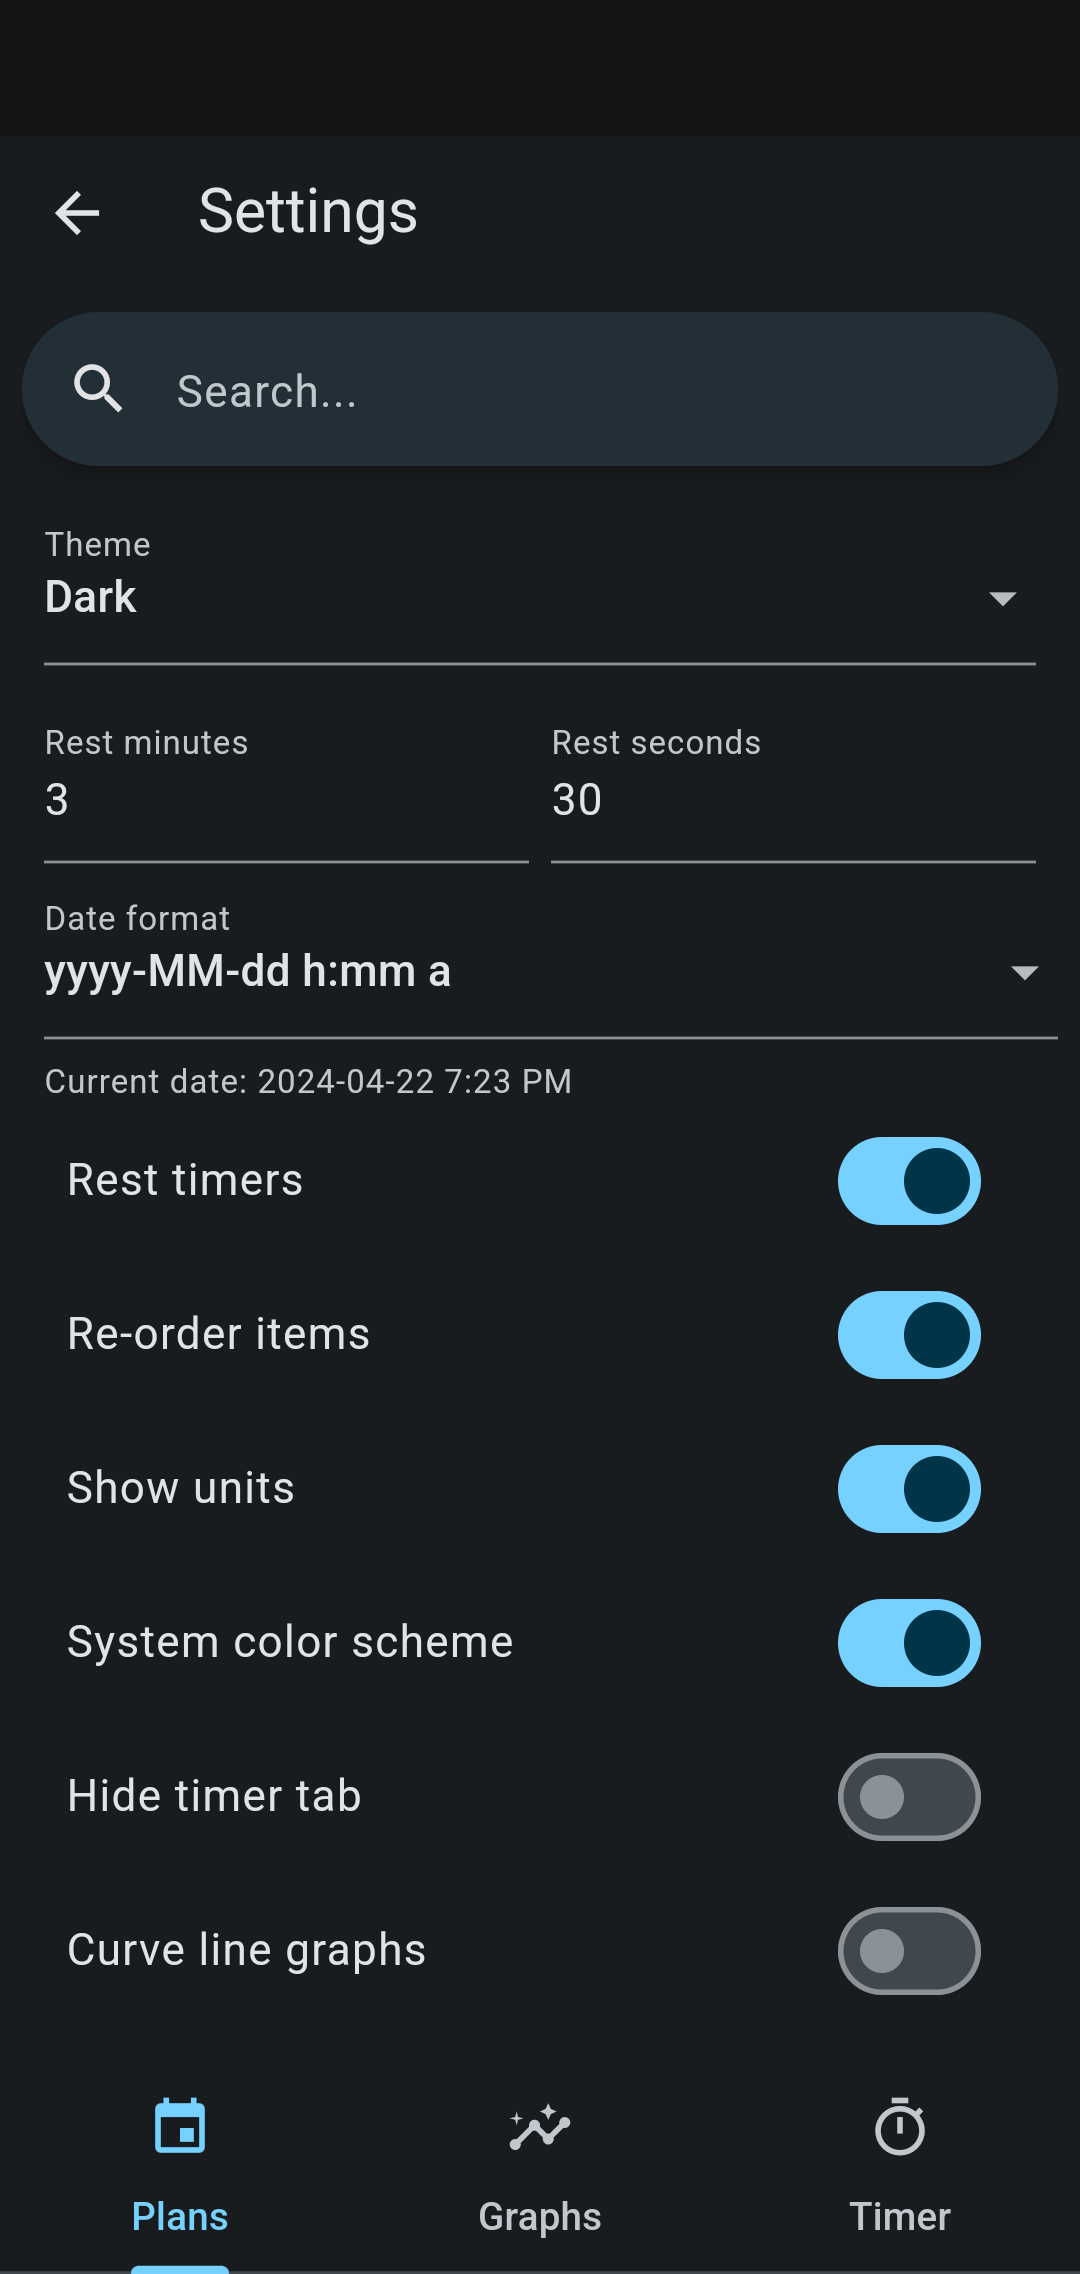 Settings
Search...
Theme
Dark
Rest minutes
Rest seconds
3
30
Date format
yyyy-MM-dd h:mm a
Current date: 2024-04-22 7:23 PM
Rest timers
Re-order items
Show units
System color scheme
Hide timer tab
Curve line graphs
Plans
Graphs
Timer